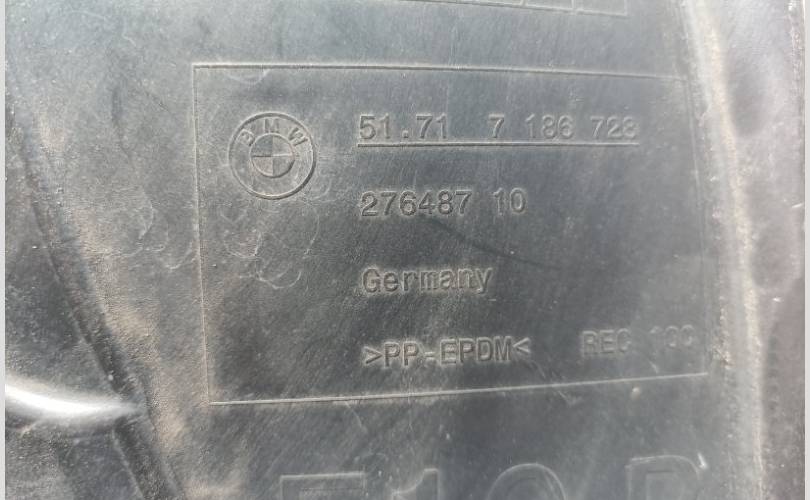 BMW
51.71 7 186 728
276487 10
Germany
>PP-EPDM< REC 100